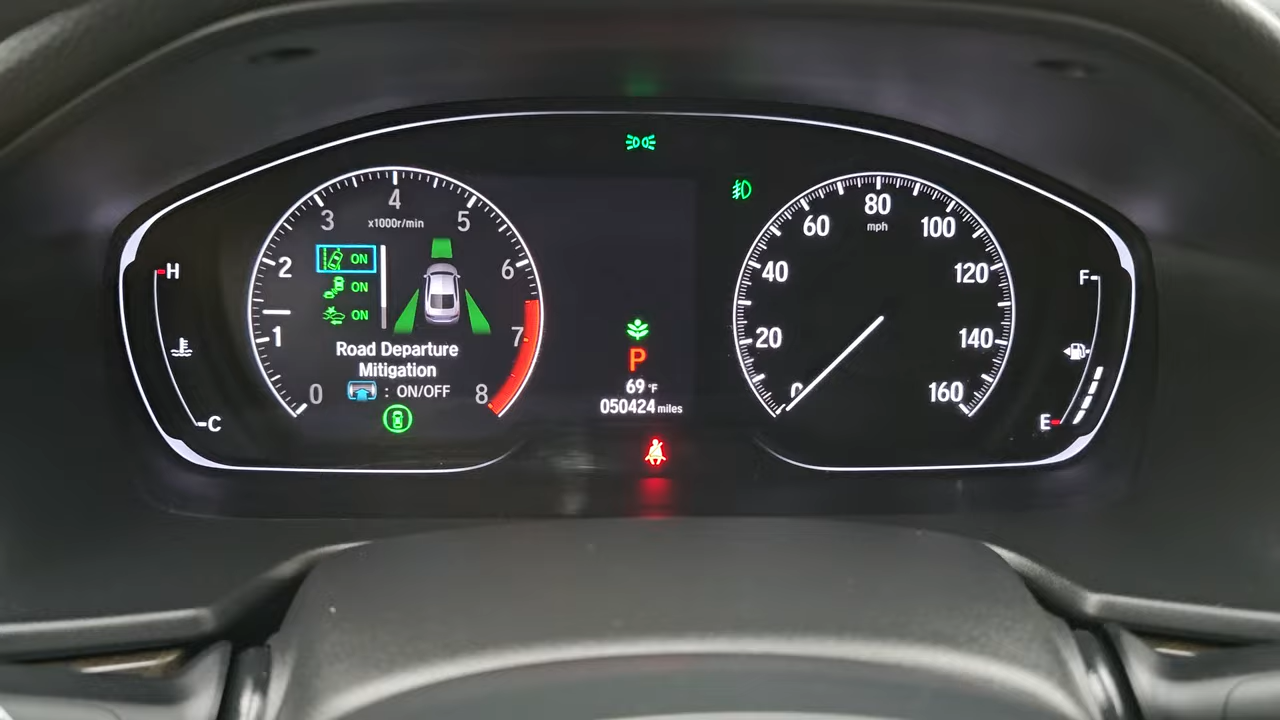 H
C
0
1
2
3
4
5
6
7
8
x1000r/min
ON
ON
ON
Road Departure
Mitigation
: ON/OFF
P
69 °F
050424 miles
0
20
40
60
80
100
120
140
160
mph
F
E